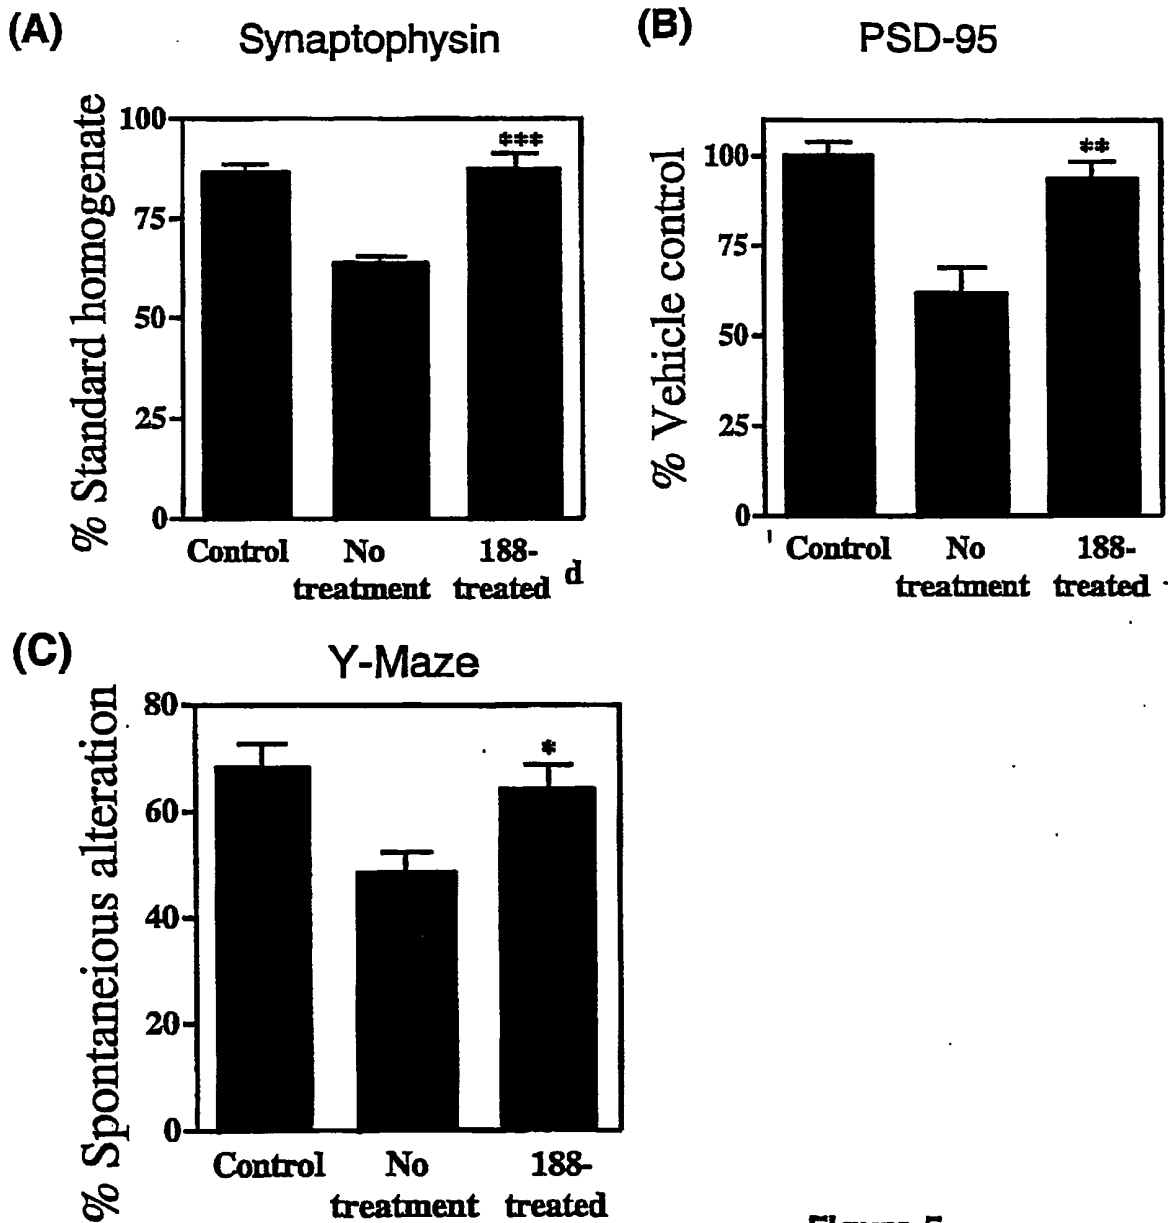 (A)
Synaptophysin
% Standard homogenate
100
75
50
25
0
***
Control
No
treatment
188-
treated
d
(B)
PSD-95
% Vehicle control
100
75
50
25
0
**
Control
No
treatment
188-
treated
(C)
Y-Maze
% Spontaneious alteration
80
60
40
20
0
*
Control
No
treatment
188-
treated